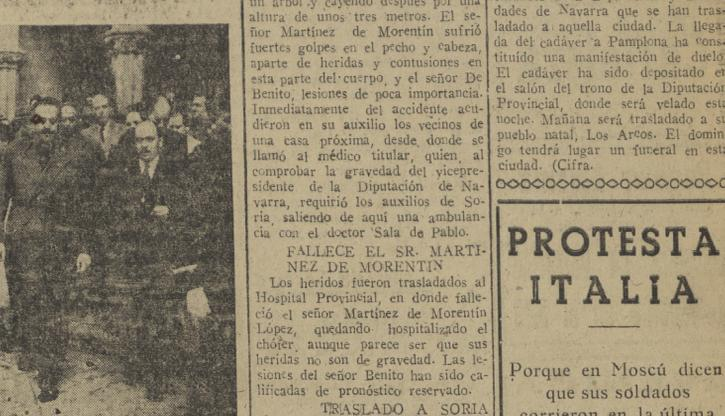 un árbol y cayendo después por una
altura de unos tres metros. El se-
ñor Martínez de Morentín sufrió
fuertes golpes en el pecho y cabeza,
aparte de heridas y contusiones en
esta parte del cuerpo, y el señor De
Benito, lesiones de poca importancia.
Inmediatamente del accidente acu-
dieron en su auxilio los vecinos de
una casa próxima, desde donde se
llamó al médico titular, quien al
comprobar la gravedad del vicepre-
sidente de la Diputación de Na-
varra, requirió los auxilios de So-
ria saliendo de aquí una ambulan-
cia con el doctor Sala de Pablo.
FALLECE EL SR. MARTI-
NEZ DE MORENTIN
Los heridos fueron trasladados al
Hospital Provincial, en donde falle-
ció el señor Martínez de Morentín
López, quedando hospitalizado el
chófer, aunque parece ser que sus
heridas no son de gravedad. Las le-
siones del señor Benito han sido ca-
lificadas de pronóstico reservado.
TRASLADO A SORIA
dades de Navarra que se han tras-
ladado a aquella ciudad. La llega-
da del cadáver a Pamplona ha cons-
tituído una manifestación de duelo
El cadáver ha sido depositado en
el salón del trono de la Diputación
Provincial, donde será velado esta
noche. Mañana será trasladado a su
pueblo natal, Los Arcos. El domin-
go tendrá lugar un funeral en esta
ciudad. (Cifra.
PROTESTA
ITALIA
Porque en Moscú dicen
que sus soldados
corrieron en la última